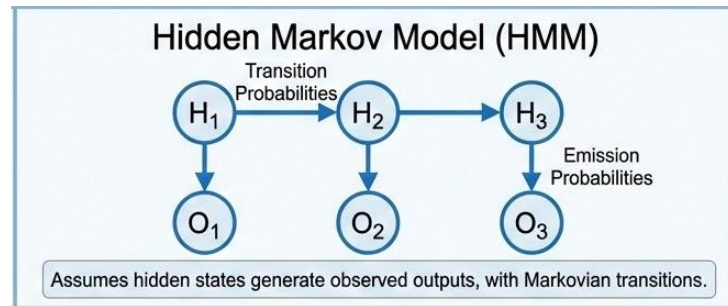 Hidden Markov Model (HMM)
Transition
Probabilities
H₁
H₂
H₃
Emission
Probabilities
O₁
O₂
O₃
Assumes hidden states generate observed outputs, with Markovian transitions.